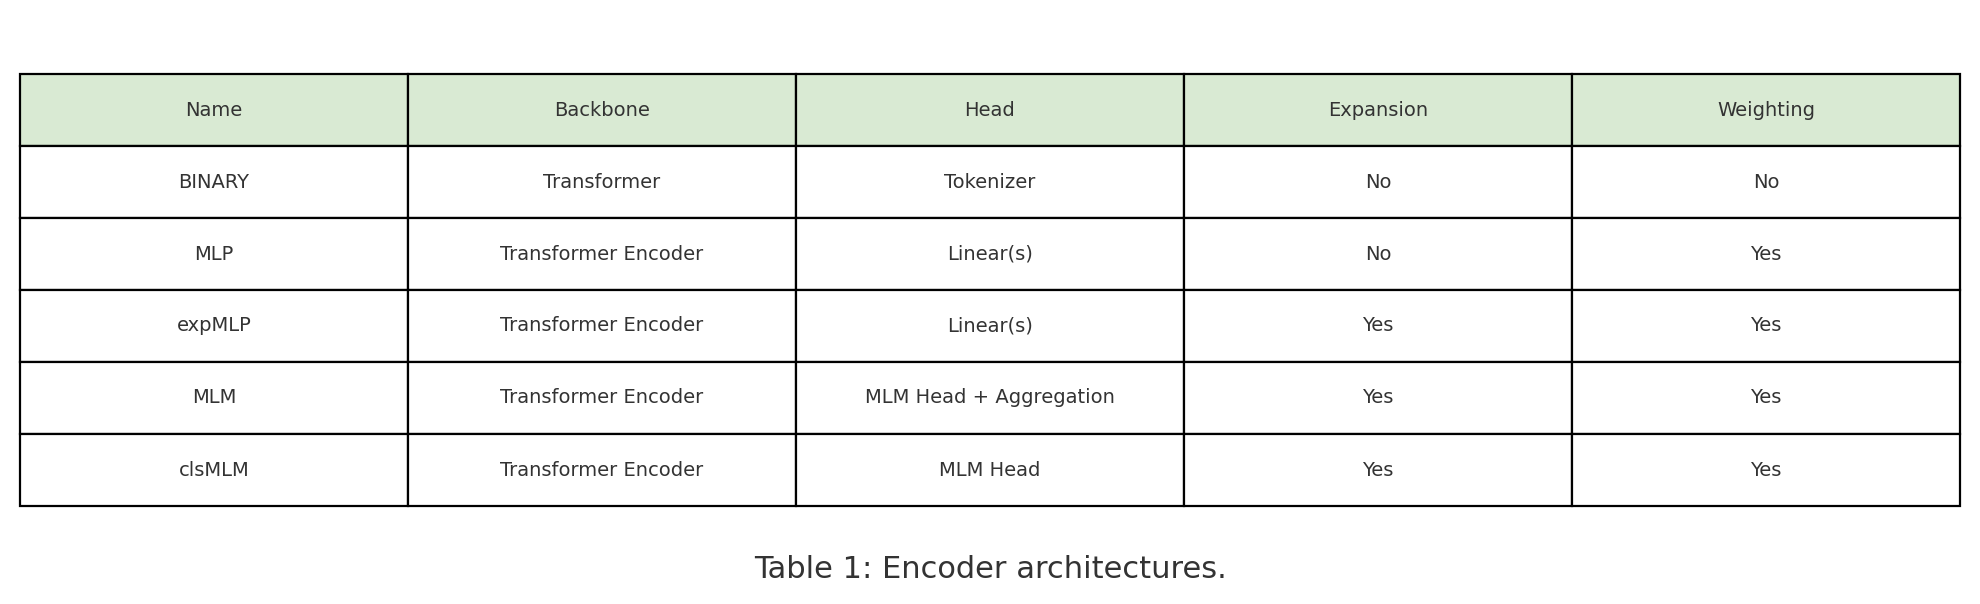 Name Backbone Head Expansion Weighting
BINARY Transformer Tokenizer No No
MLP Transformer Encoder Linear(s) No Yes
expMLP Transformer Encoder Linear(s) Yes Yes
MLM Transformer Encoder MLM Head + Aggregation Yes Yes
clsMLM Transformer Encoder MLM Head Yes Yes
Table 1: Encoder architectures.